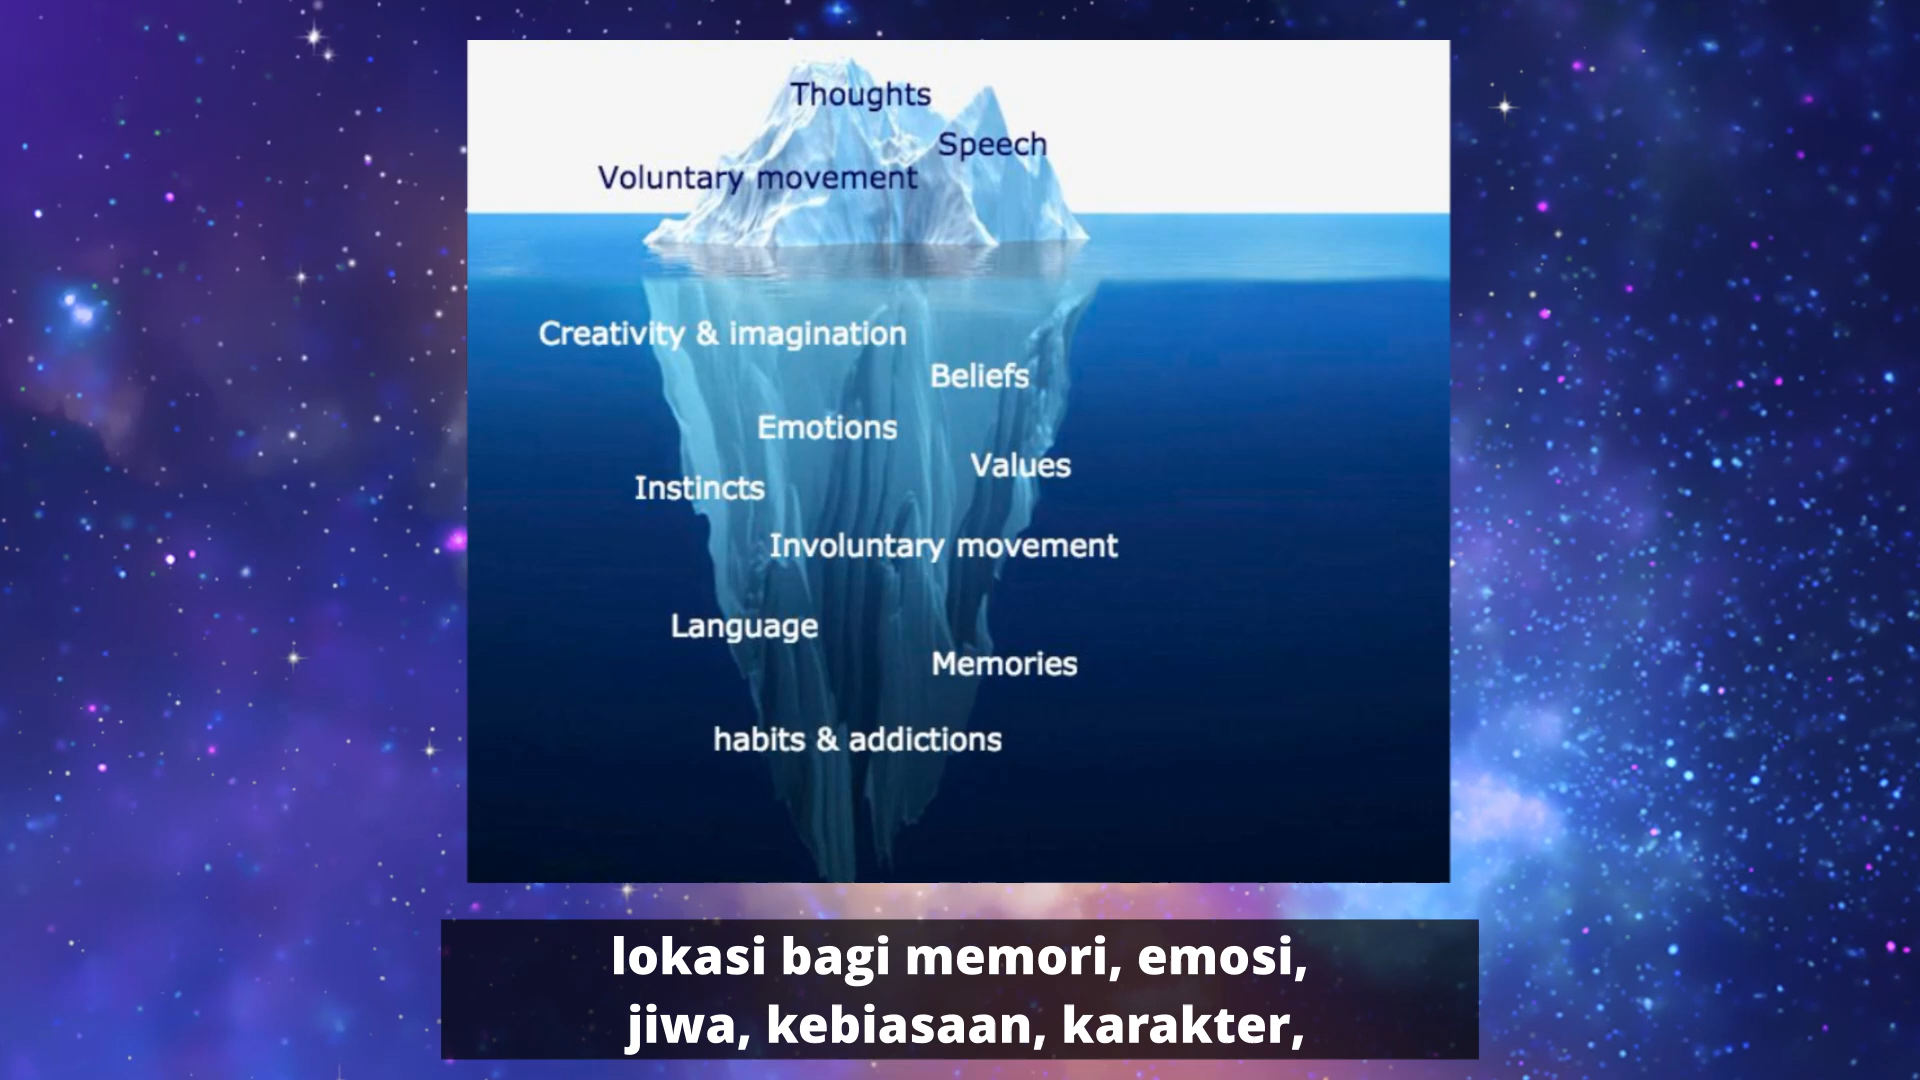 Thoughts
Speech
Voluntary movement
Creativity & imagination
Beliefs
Emotions
Values
Instincts
Involuntary movement
Language
Memories
habits & addictions
lokasi bagi memori, emosi,
jiwa, kebiasaan, karakter,